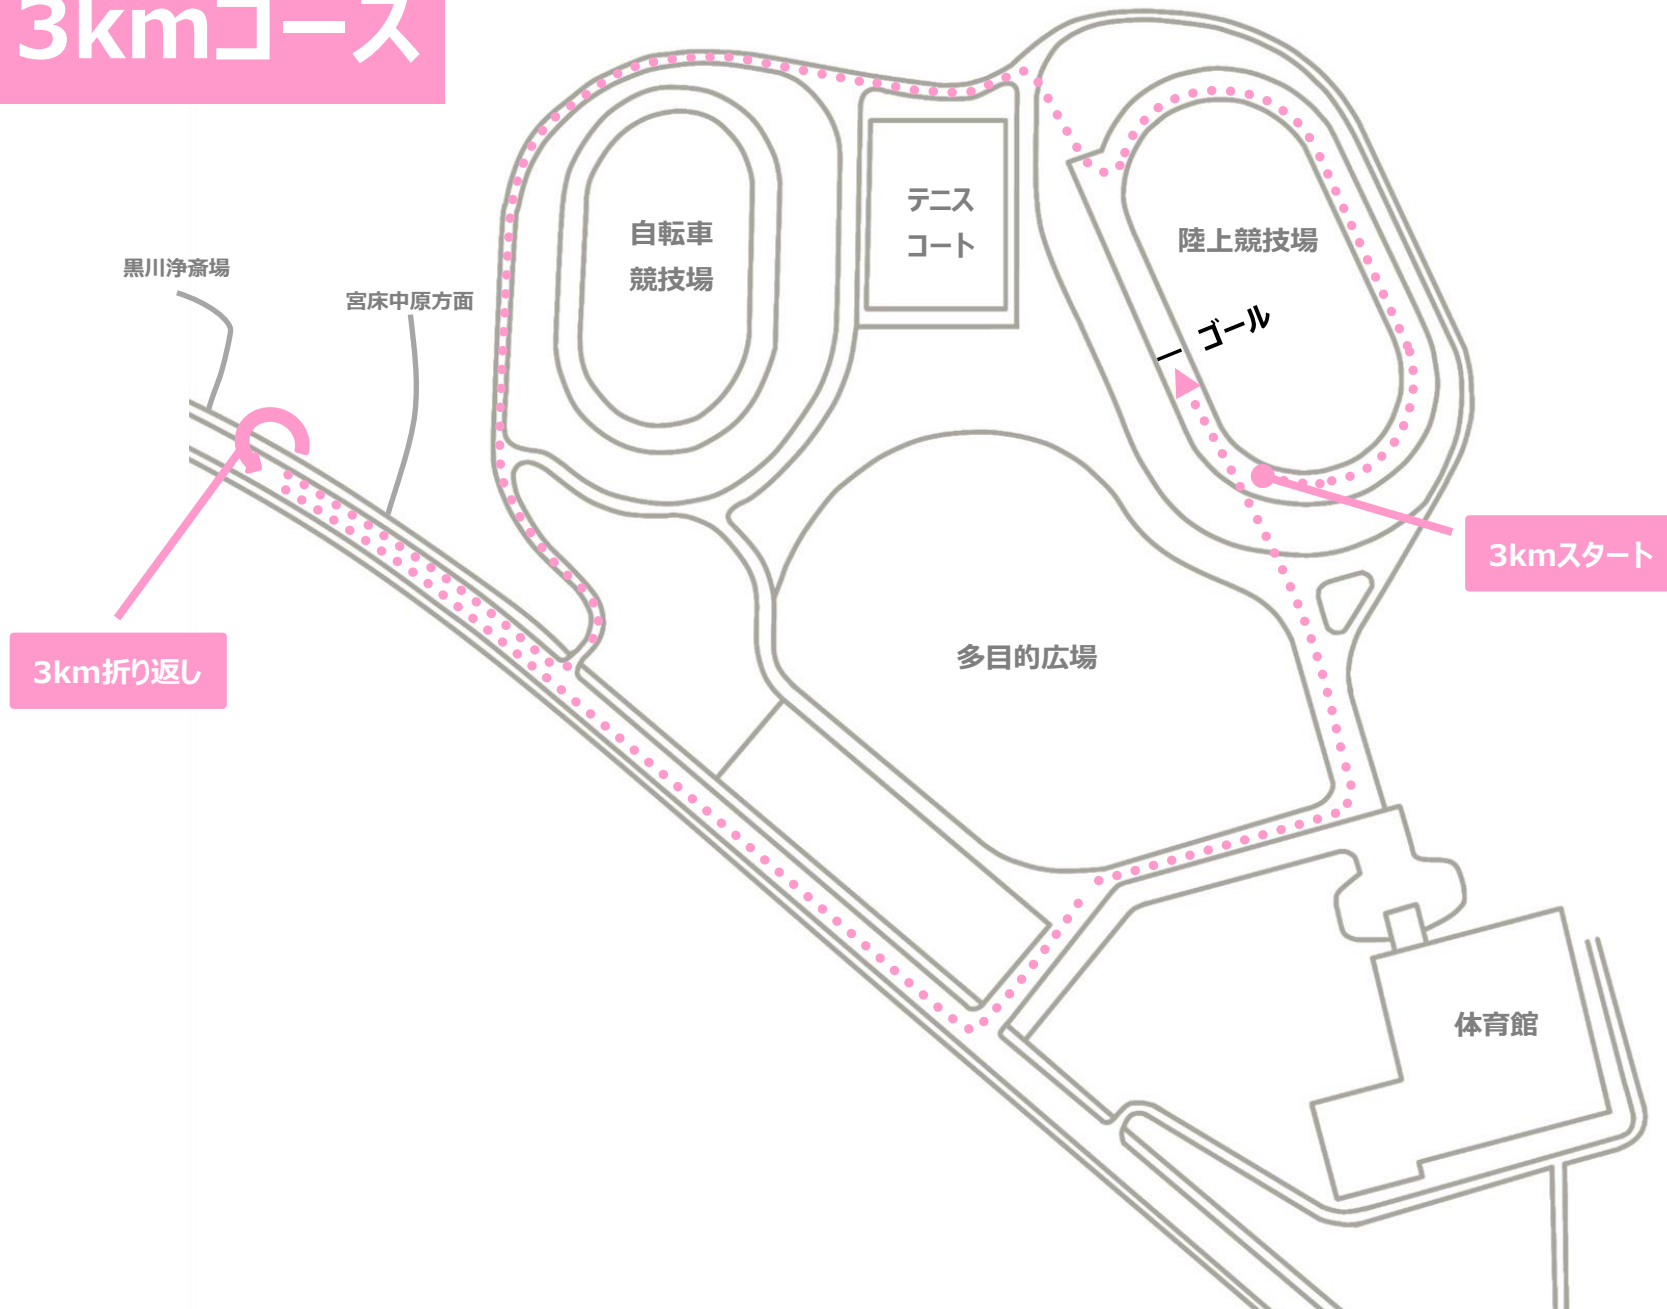 3kmコース
自転車
競技場
テニス
コート
陸上競技場
黒川浄斎場
宮床中原方面
ゴール
3kmスタート
多目的広場
3km折り返し
体育館